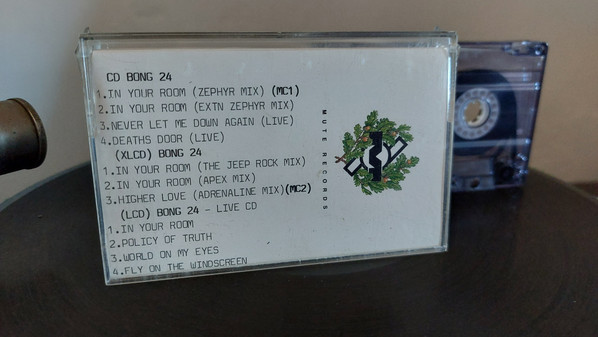 CD BONG 24
1.IN YOUR ROOM (ZEPHYR MIX) (MC1)
2.IN YOUR ROOM (EXTN ZEPHYR MIX)
3.NEVER LET ME DOWN AGAIN (LIVE)
4.DEATHS DOOR (LIVE)
(XLCD) BONG 24
1.IN YOUR ROOM (THE JEEP ROCK MIX)
2.IN YOUR ROOM (APEX MIX)
3.HIGHER LOVE (ADRENALINE MIX)(MC2)
(LCD) BONG 24 - LIVE CD
1.IN YOUR ROOM
2.POLICY OF TRUTH
3.WORLD ON MY EYES
4.FLY ON THE WINDSCREEN
MUTE RECORDS